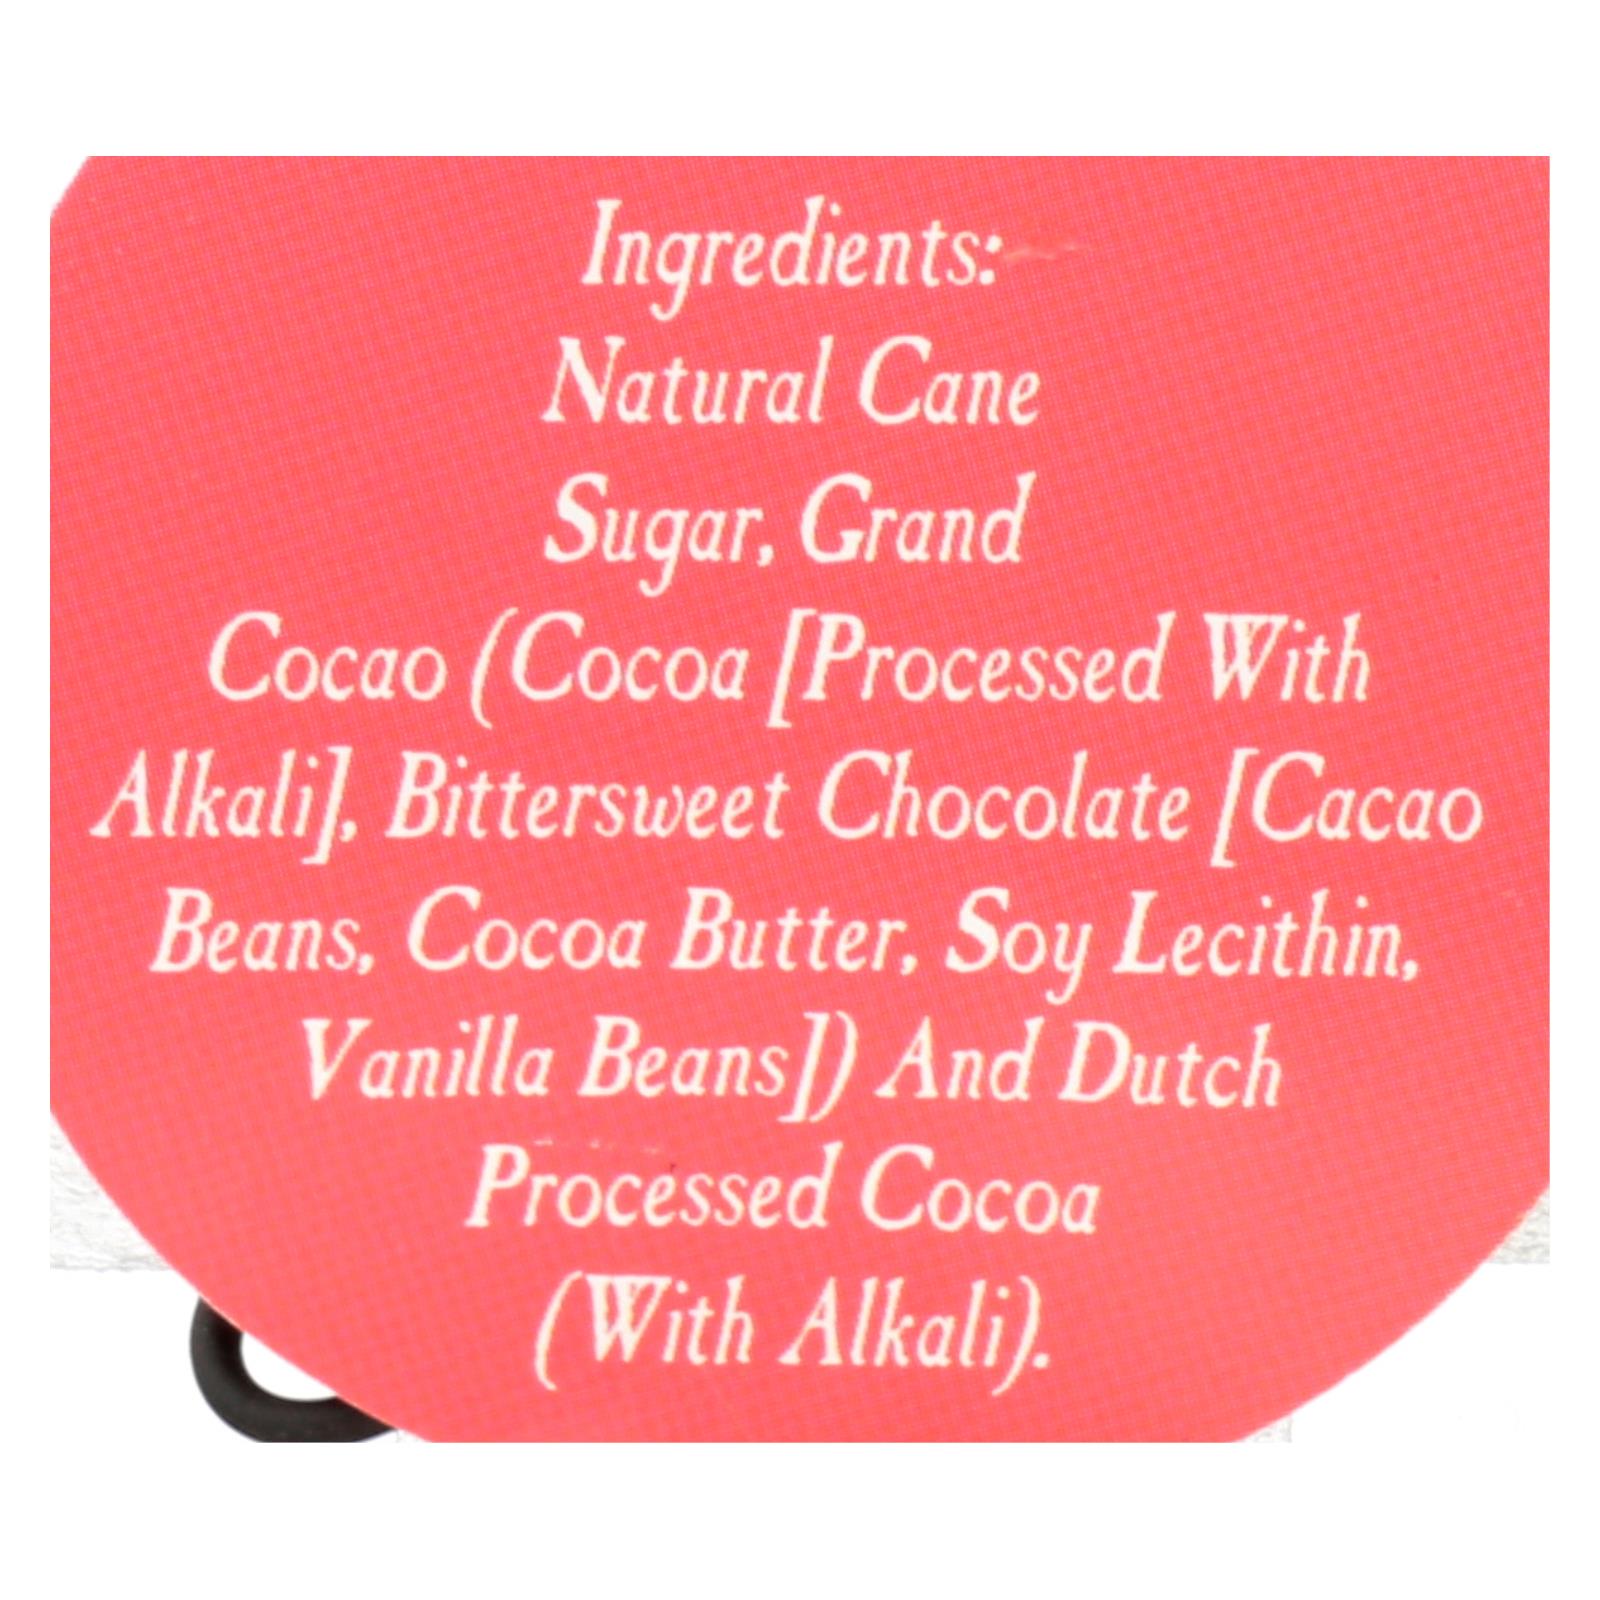 Ingredients:
Natural Cane
Sugar, Grand
Cocao (Cocoa [Processed With
Alkali], Bittersweet Chocolate [Cacao
Beans, Cocoa Butter, Soy Lecithin,
Vanilla Beans]) And Dutch
Processed Cocoa
(With Alkali).